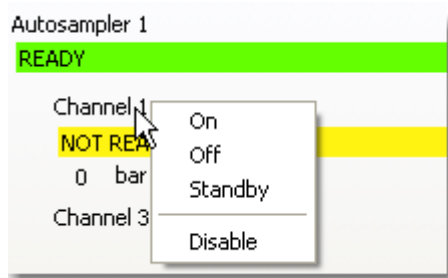 Autosampler 1
READY
Channel 1
NOT REA
0 bar
Channel 3
On
Off
Standby
Disable